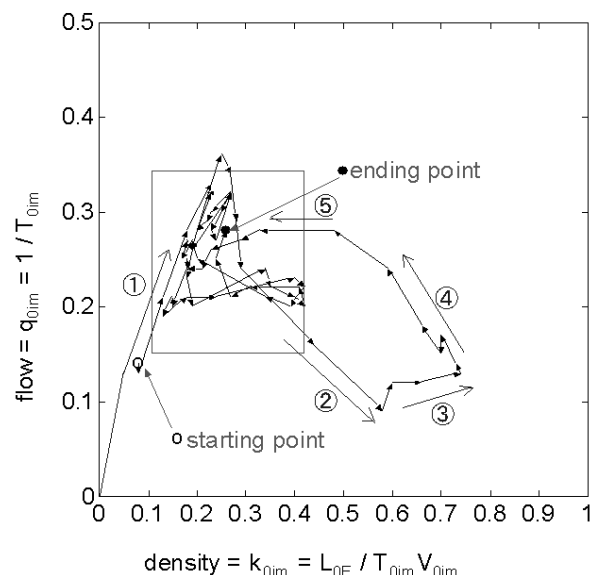 0.5
0.4
ending point
0.3
⑤
①
④
0.2
②
③
0.1
starting point
0
0 0.1 0.2 0.3 0.4 0.5 0.6 0.7 0.8 0.9 1
flow = q0im = 1 / T0im
density = k0im = L0E / T0im V0im